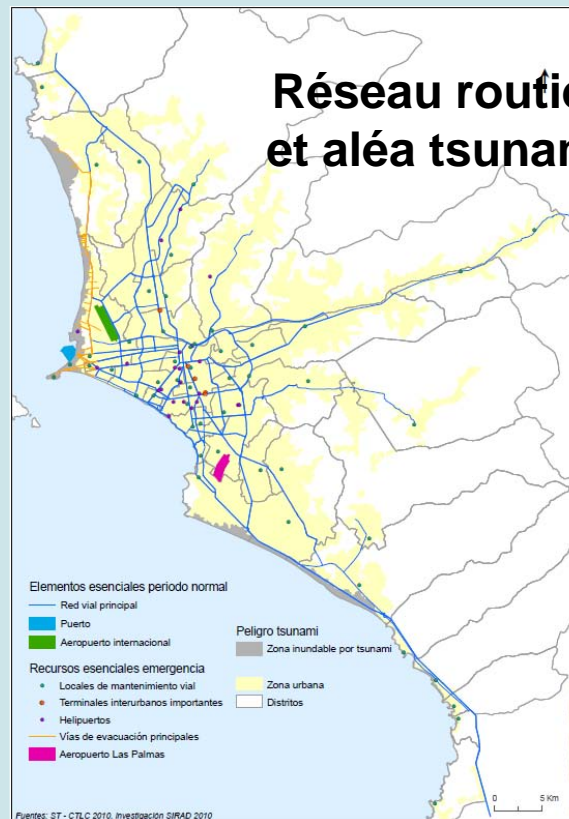 Réseau
et aléa
Elementos esenciales periodo normal
Red vial principal
Puerto
Aeropuerto internacional
Recursos esenciales emergencia
Locales de mantenimiento vial
Terminales interurbanos importantes
Helipuertos
Vías de evacuación principales
Aeropuerto Las Palmas
Peligro tsunami
Zona inundable por tsunami
Zona urbana
Distritos
0 5 Km
Fuentes: ST - CTLC 2010, Investigación SIRAD 2010